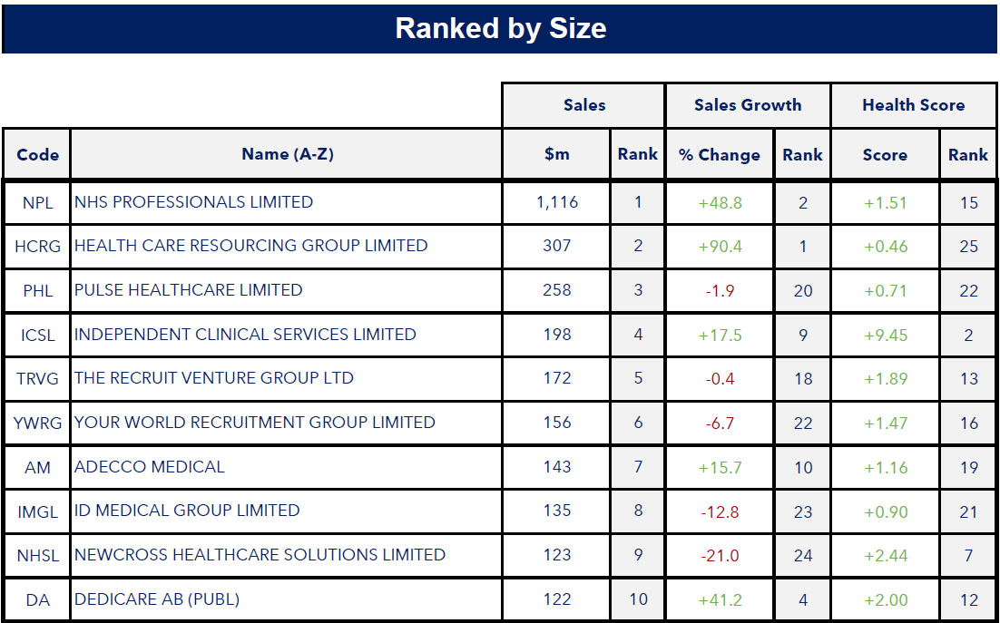 Ranked by Size
Sales Sales Growth Health Score
Code Name (A-Z) $m Rank % Change Rank Score Rank
NPL NHS PROFESSIONALS LIMITED 1,116 1 +48.8 2 +1.51 15
HCRG HEALTH CARE RESOURCING GROUP LIMITED 307 2 +90.4 1 +0.46 25
PHL PULSE HEALTHCARE LIMITED 258 3 -1.9 20 +0.71 22
ICSL INDEPENDENT CLINICAL SERVICES LIMITED 198 4 +17.5 9 +9.45 2
TRVG THE RECRUIT VENTURE GROUP LTD 172 5 -0.4 18 +1.89 13
YWRG YOUR WORLD RECRUITMENT GROUP LIMITED 156 6 -6.7 22 +1.47 16
AM ADECCO MEDICAL 143 7 +15.7 10 +1.16 19
IMGL ID MEDICAL GROUP LIMITED 135 8 -12.8 23 +0.90 21
NHSL NEWCROSS HEALTHCARE SOLUTIONS LIMITED 123 9 -21.0 24 +2.44 7
DA DEDICARE AB (PUBL) 122 10 +41.2 4 +2.00 12